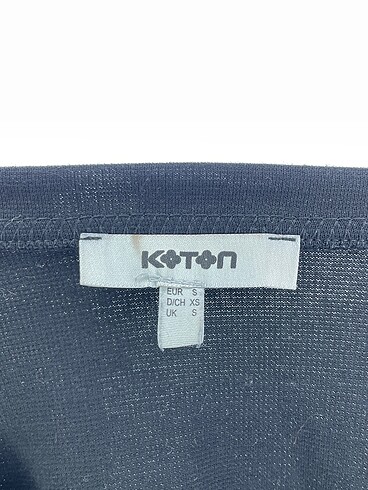 KOTON
EUR S
D/CH XS
UK S